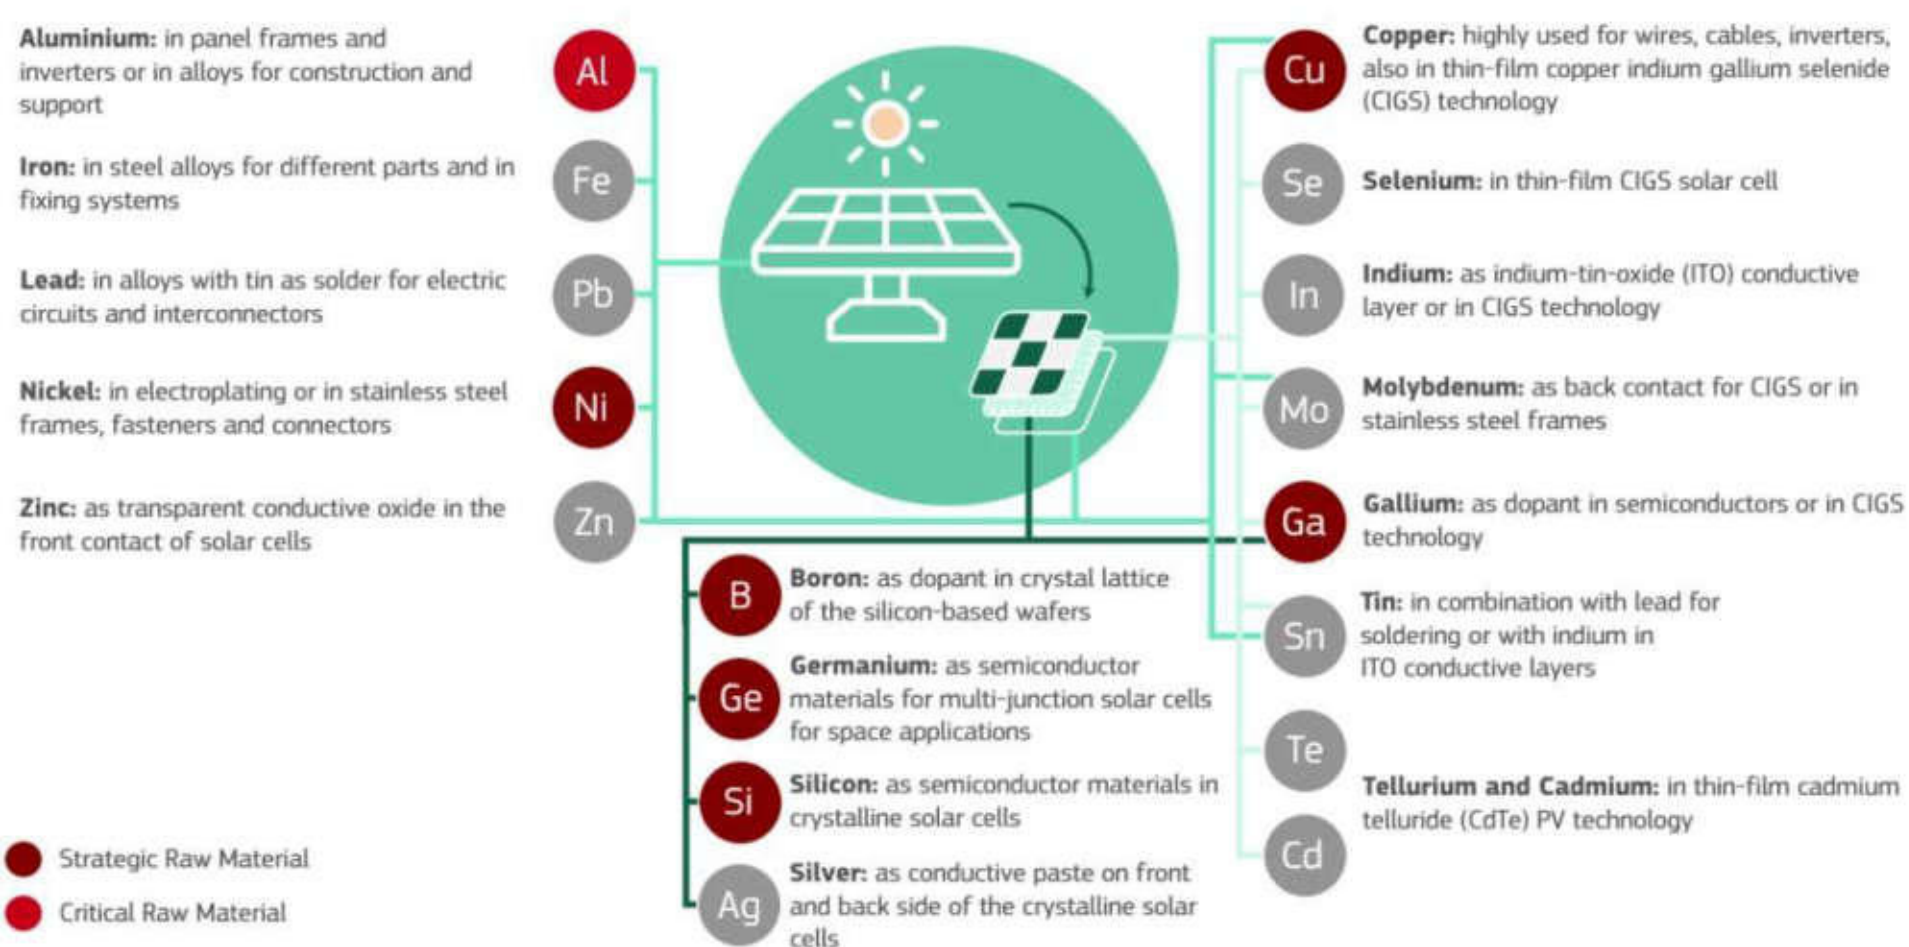 Aluminium: in panel frames and
inverters or in alloys for construction and
support
Al
Iron: in steel alloys for different parts and in
fixing systems
Fe
Lead: in alloys with tin as solder for electric
circuits and interconnectors
Pb
Nickel: in electroplating or in stainless steel
frames, fasteners and connectors
Ni
Zinc: as transparent conductive oxide in the
front contact of solar cells
Zn
B
Boron: as dopant in crystal lattice
of the silicon-based wafers
Ge
Germanium: as semiconductor
materials for multi-junction solar cells
for space applications
Si
Silicon: as semiconductor materials in
crystalline solar cells
Ag
Silver: as conductive paste on front
and back side of the crystalline solar
cells
Cu
Copper: highly used for wires, cables, inverters,
also in thin-film copper indium gallium selenide
(CIGS) technology
Se
Selenium: in thin-film CIGS solar cell
In
Indium: as indium-tin-oxide (ITO) conductive
layer or in CIGS technology
Mo
Molybdenum: as back contact for CIGS or in
stainless steel frames
Ga
Gallium: as dopant in semiconductors or in CIGS
technology
Sn
Tin: in combination with lead for
soldering or with indium in
ITO conductive layers
Te
Cd
Tellurium and Cadmium: in thin-film cadmium
telluride (CdTe) PV technology
Strategic Raw Material
Critical Raw Material